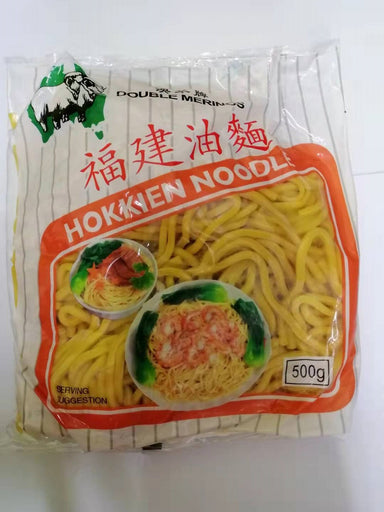 DOUBLE MERINOS
福建油麵
HOKKIEN NOODLE
500g
SERVING
SUGGESTION